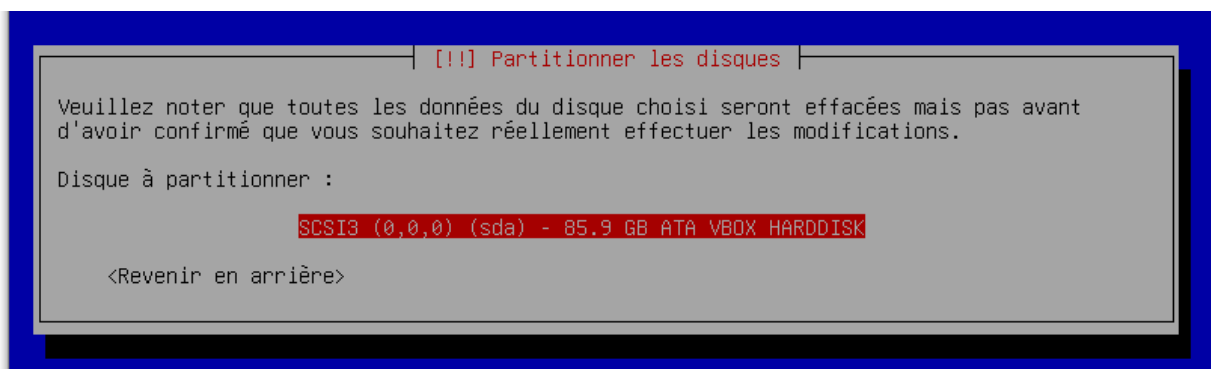 [!!] Partitionner les disques
Veuillez noter que toutes les données du disque choisi seront effacées mais pas avant
d'avoir confirmé que vous souhaitez réellement effectuer les modifications.
Disque à partitionner :
SCSI3 (0,0,0) (sda) - 85.9 GB ATA VBOX HARDDISK
<Revenir en arrière>